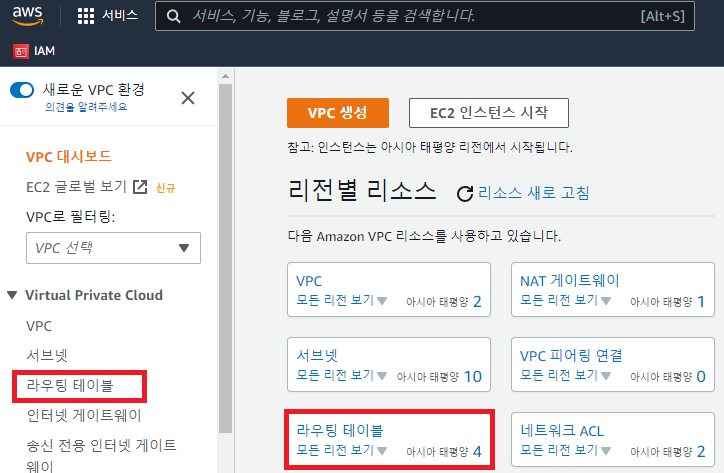 aws
서비스
서비스, 기능, 블로그, 설명서 등을 검색합니다.
[Alt+S]
IAM
새로운 VPC 환경
의견을 알려주세요
VPC 대시보드
EC2 글로벌 보기 신규
VPC로 필터링:
VPC 선택
Virtual Private Cloud
VPC
서브넷
라우팅 테이블
인터넷 게이트웨이
송신 전용 인터넷 게이트
웨이
VPC 생성
EC2 인스턴스 시작
참고: 인스턴스는 아시아 태평양 리전에서 시작됩니다.
리전별 리소스
리소스 새로 고침
다음 Amazon VPC 리소스를 사용하고 있습니다.
VPC
모든 리전 보기 아시아 태평양 2
NAT 게이트웨이
모든 리전 보기 아시아 태평양 1
서브넷
모든 리전 보기 아시아 태평양 10
VPC 피어링 연결
모든 리전 보기 아시아 태평양 0
라우팅 테이블
모든 리전 보기 아시아 태평양 4
네트워크 ACL
모든 리전 보기 아시아 태평양 2